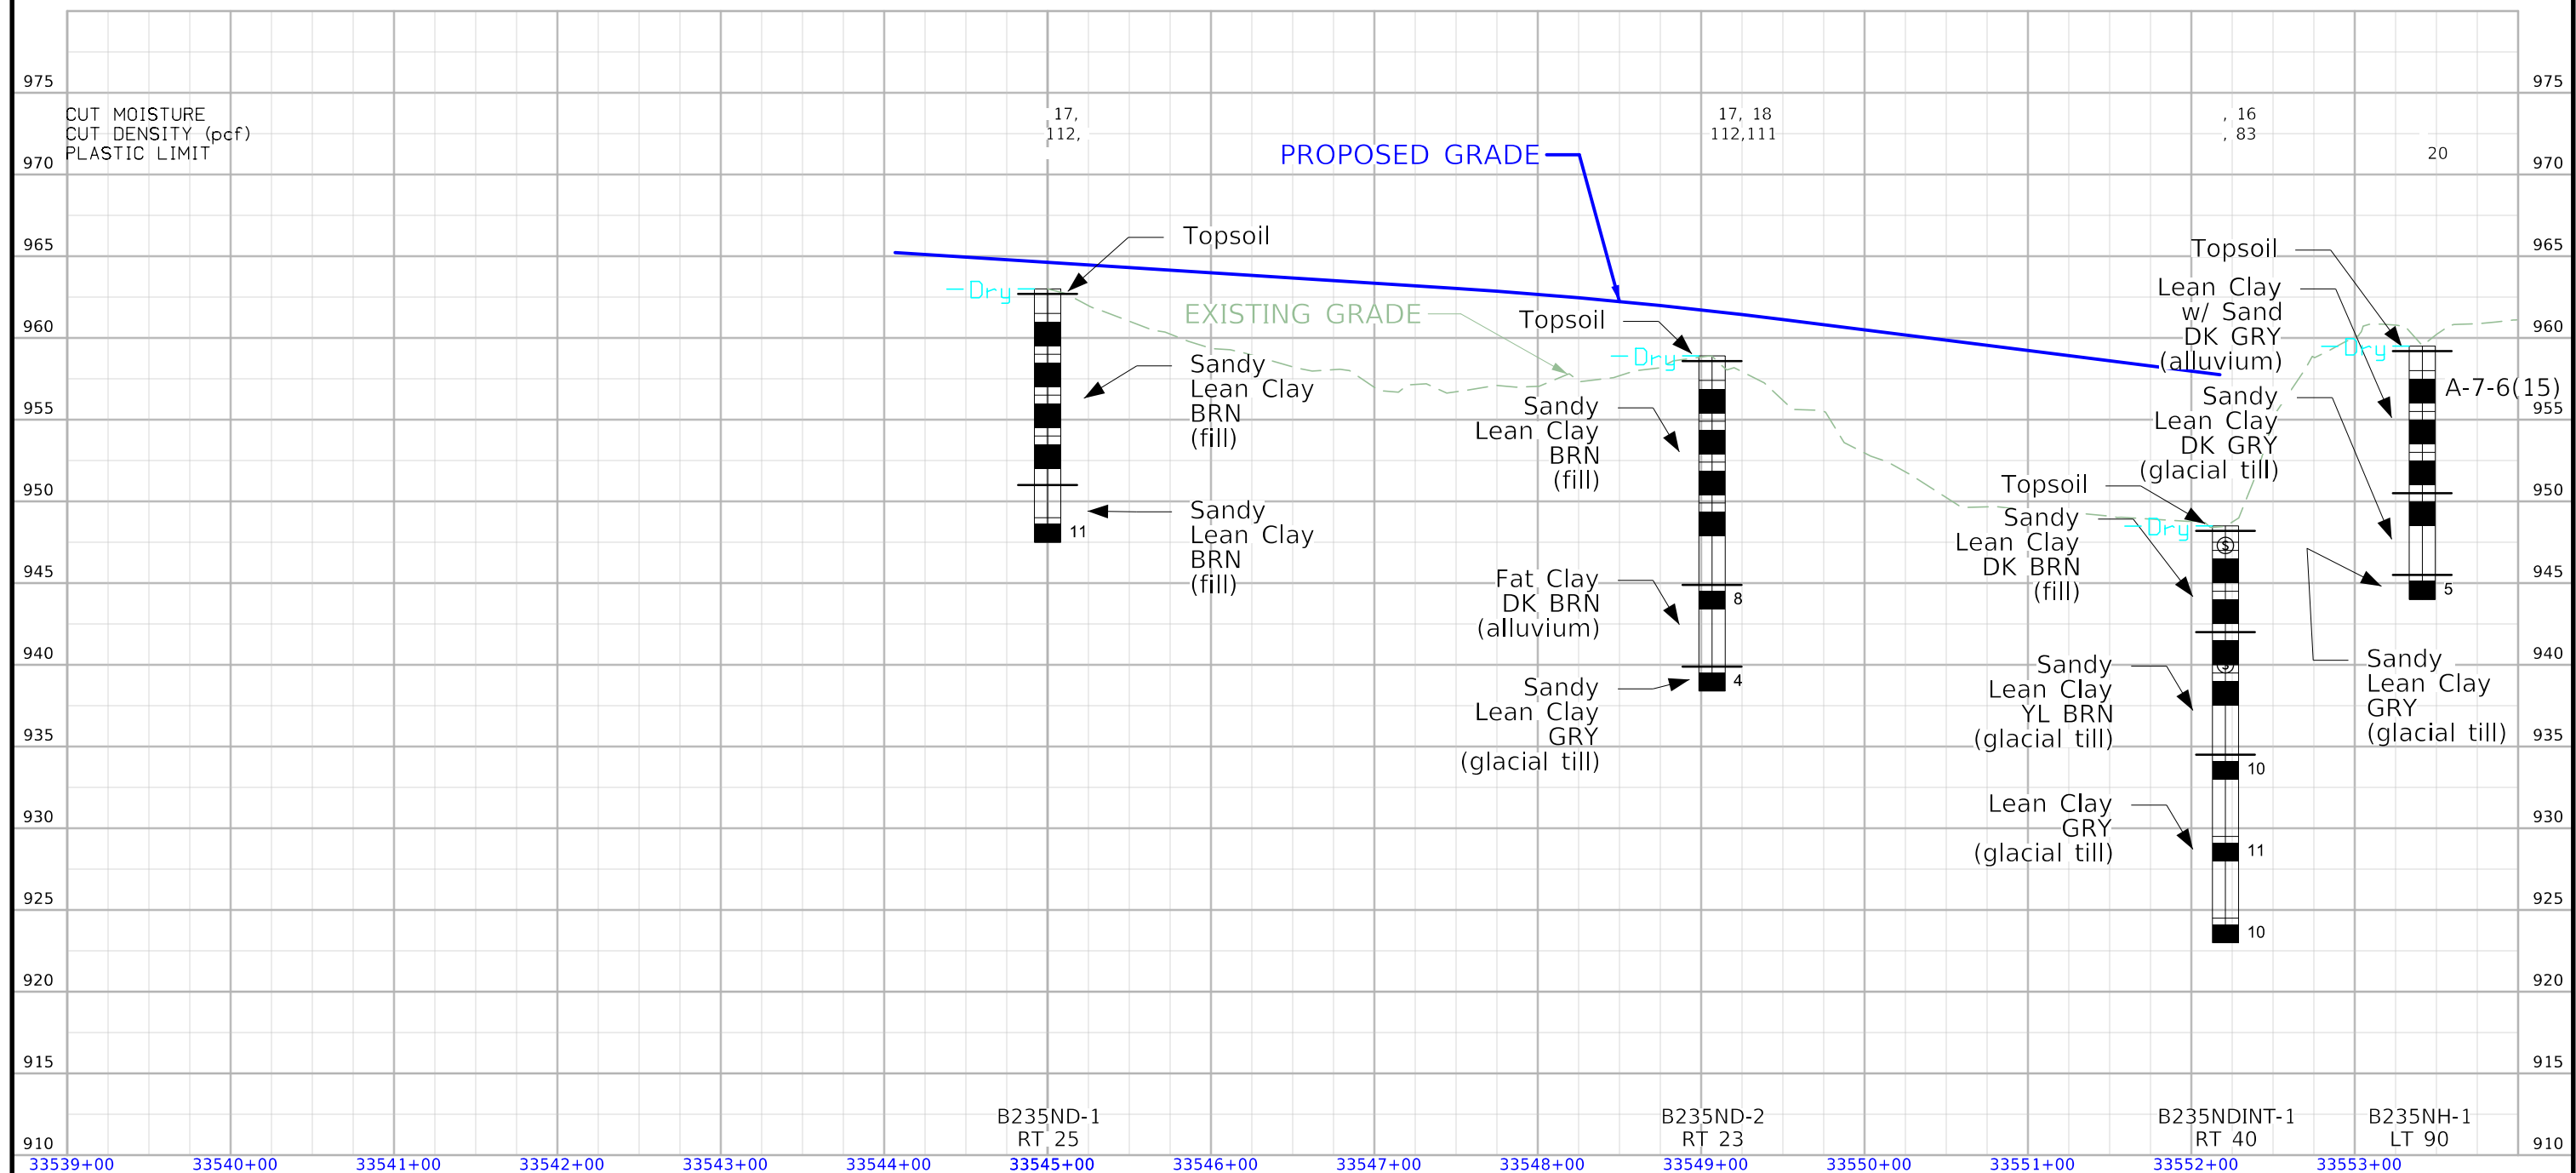 975
975
CUT MOISTURE
CUT DENSITY (pcf)
PLASTIC LIMIT
17,
112,
17, 18
112,111
, 16
, 83
20
970
970
PROPOSED GRADE
965
965
Topsoil
Dry
Sandy
Lean Clay
BRN
(fill)
Sandy
Lean Clay
BRN
(fill)
11
EXISTING GRADE
960
960
Topsoil
Dry
Sandy
Lean Clay
BRN
(fill)
Fat Clay
DK BRN
(alluvium)
8
Sandy
Lean Clay
GRY
(glacial till)
4
955
955
Topsoil
Dry
Sandy
Lean Clay
DK BRN
(fill)
S
S
Sandy
Lean Clay
YL BRN
(glacial till)
10
Lean Clay
GRY
(glacial till)
11
10
Topsoil
Dry
Lean Clay
w/ Sand
DK GRY
(alluvium)
A-7-6(15)
Sandy
Lean Clay
DK GRY
(glacial till)
5
Sandy
Lean Clay
GRY
(glacial till)
950
950
945
945
940
940
935
935
930
930
925
925
920
920
915
915
910
910
B235ND-1
RT 25
B235ND-2
RT 23
B235NDINT-1
RT 40
B235NH-1
LT 90
33539+00
33540+00
33541+00
33542+00
33543+00
33544+00
33545+00
33546+00
33547+00
33548+00
33549+00
33550+00
33551+00
33552+00
33553+00